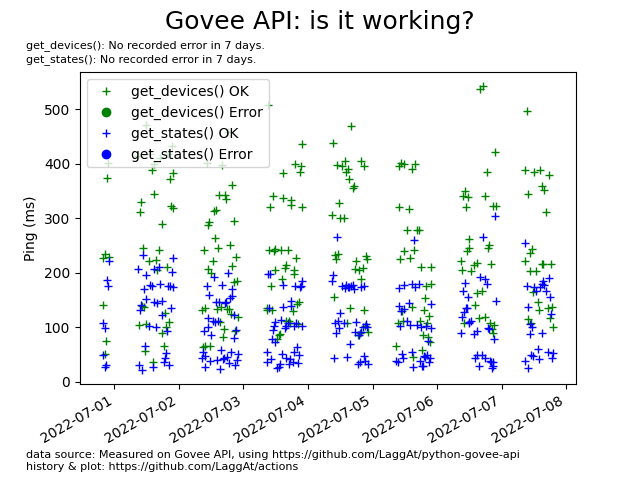 Govee API: is it working?
get_devices(): No recorded error in 7 days.
get_states(): No recorded error in 7 days.
get_devices() OK
get_devices() Error
get_states() OK
get_states() Error
Ping (ms)
500
400
300
200
100
0
2022-07-01
2022-07-02
2022-07-03
2022-07-04
2022-07-05
2022-07-06
2022-07-07
2022-07-08
data source: Measured on Govee API, using https://github.com/LaggAt/python-govee-api
history & plot: https://github.com/LaggAt/actions